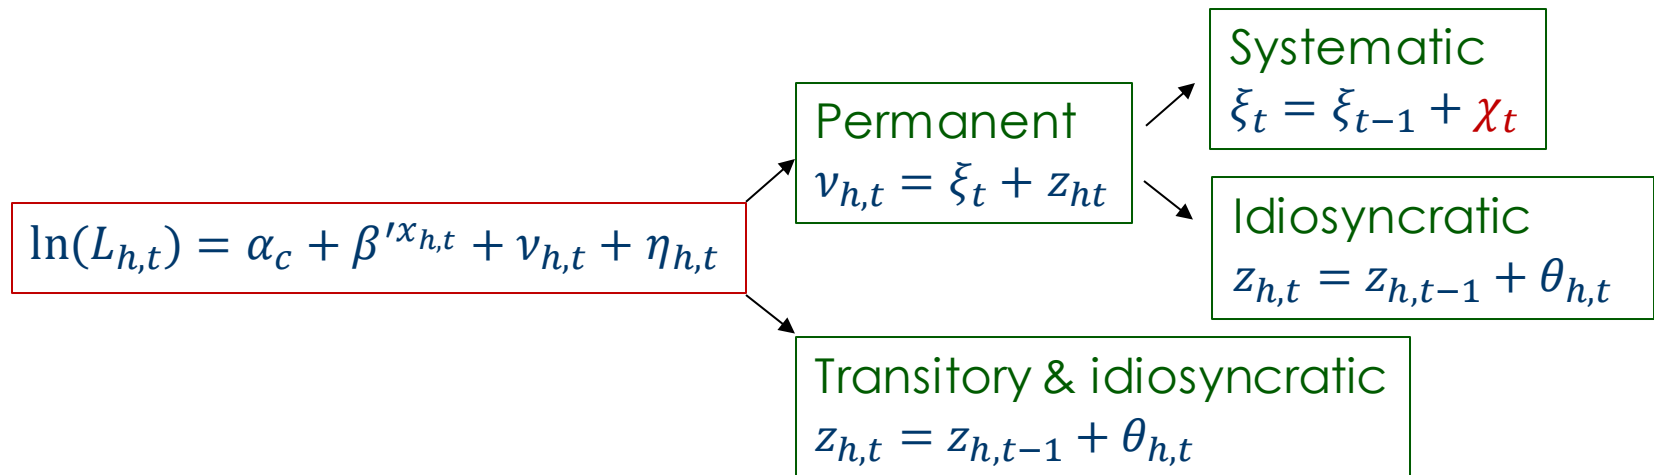 ln(L_{h,t}) = α_c + β′^{x_{h,t}} + ν_{h,t} + η_{h,t}
Permanent
ν_{h,t} = ξ_t + z_{ht}
Systematic
ξ_t = ξ_{t−1} + χ_t
Idiosyncratic
z_{h,t} = z_{h,t−1} + θ_{h,t}
Transitory & idiosyncratic
z_{h,t} = z_{h,t−1} + θ_{h,t}